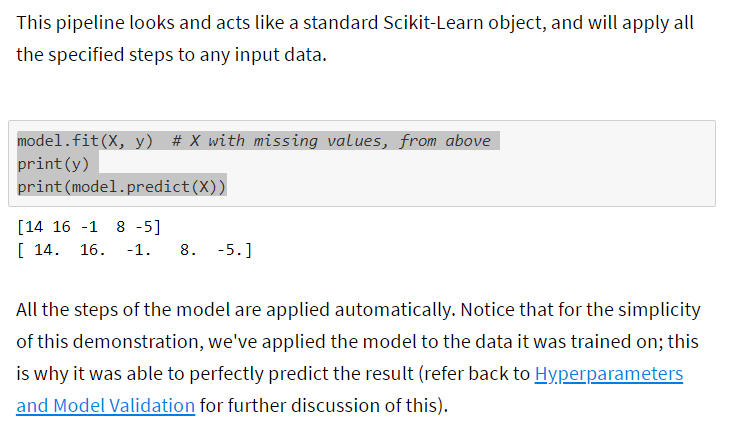 This pipeline looks and acts like a standard Scikit-Learn object, and will apply all
the specified steps to any input data.
model.fit(X, y)  # X with missing values, from above
print(y)
print(model.predict(X))
[14 16 -1  8 -5]
[ 14.  16.  -1.   8.  -5.]
All the steps of the model are applied automatically. Notice that for the simplicity
of this demonstration, we've applied the model to the data it was trained on; this
is why it was able to perfectly predict the result (refer back to Hyperparameters
and Model Validation for further discussion of this).